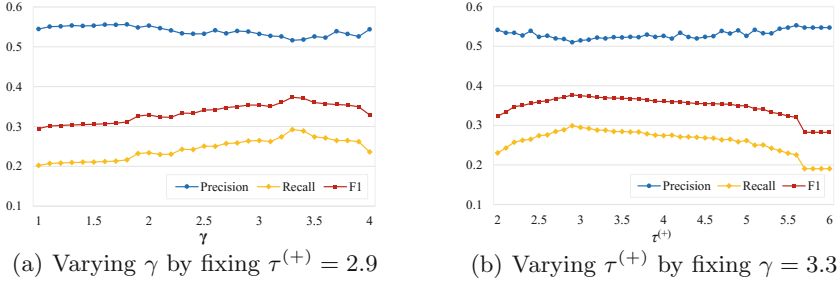 0.6
0.5
0.4
0.3
0.2
0.1
1 1.5 2 2.5 3 3.5 4
γ
Precision Recall F1
(a) Varying γ by fixing τ(+) = 2.9
0.6
0.5
0.4
0.3
0.2
0.1
2 2.5 3 3.5 4 4.5 5 5.5 6
τ(+)
Precision Recall F1
(b) Varying τ(+) by fixing γ = 3.3